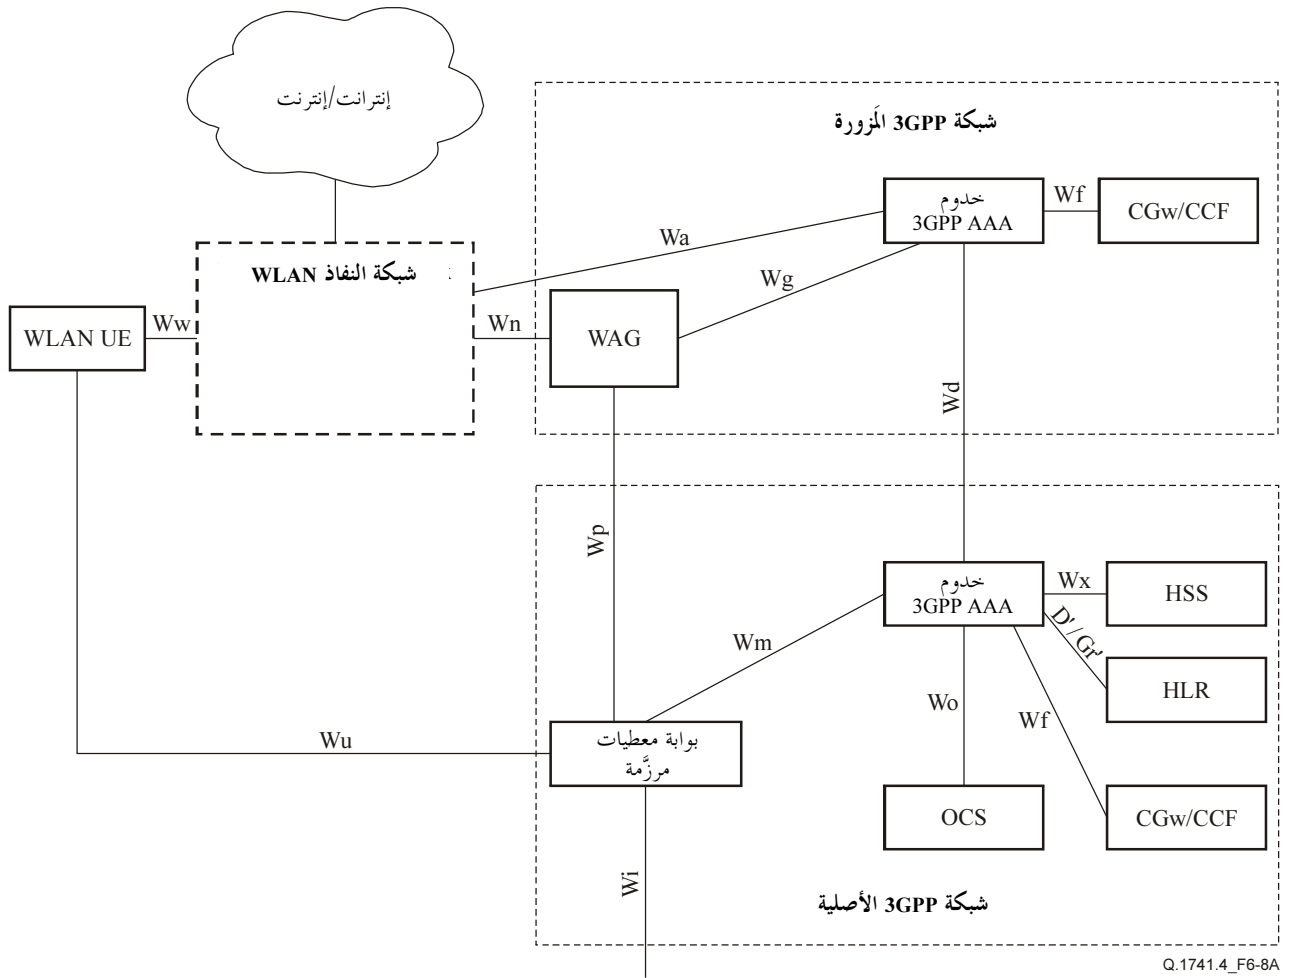 إنترانت/إنترنت
شبكة 3GPP المَزورة
خدوم
3GPP AAA
Wf
CGw/CCF
Wa
Wg
شبكة النفاذ WLAN
WLAN UE
Ww
Wn
WAG
Wd
Wp
خدوم
3GPP AAA
Wx
HSS
D' / Gr'
HLR
Wm
Wo
Wf
Wu
بوابة معطيات
مرزَّمة
OCS
CGw/CCF
Wi
شبكة 3GPP الأصلية
Q.1741.4_F6-8A